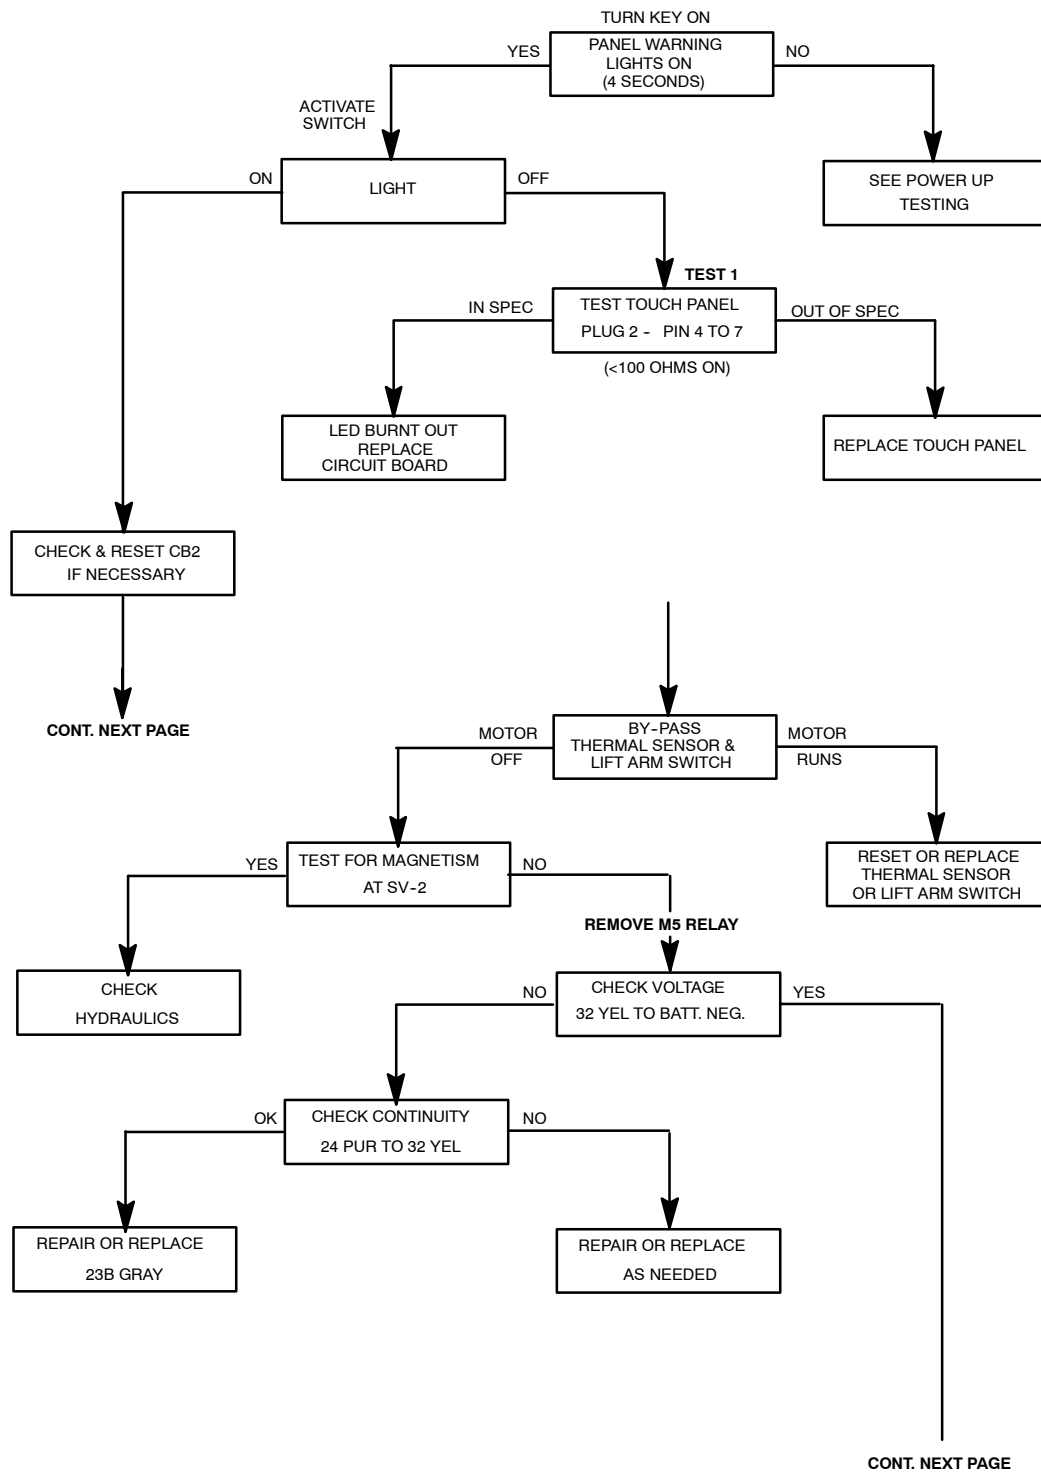 TURN KEY ON
YES
PANEL WARNING
LIGHTS ON
(4 SECONDS)
NO
ACTIVATE
SWITCH
ON
LIGHT
OFF
SEE POWER UP
TESTING
TEST 1
IN SPEC
TEST TOUCH PANEL
PLUG 2 - PIN 4 TO 7
OUT OF SPEC
(<100 OHMS ON)
LED BURNT OUT
REPLACE
CIRCUIT BOARD
REPLACE TOUCH PANEL
CHECK & RESET CB2
IF NECESSARY
CONT. NEXT PAGE
MOTOR
OFF
BY-PASS
THERMAL SENSOR &
LIFT ARM SWITCH
MOTOR
RUNS
YES
TEST FOR MAGNETISM
AT SV-2
NO
RESET OR REPLACE
THERMAL SENSOR
OR LIFT ARM SWITCH
REMOVE M5 RELAY
CHECK
HYDRAULICS
NO
CHECK VOLTAGE
32 YEL TO BATT. NEG.
YES
OK
CHECK CONTINUITY
24 PUR TO 32 YEL
NO
REPAIR OR REPLACE
23B GRAY
REPAIR OR REPLACE
AS NEEDED
CONT. NEXT PAGE